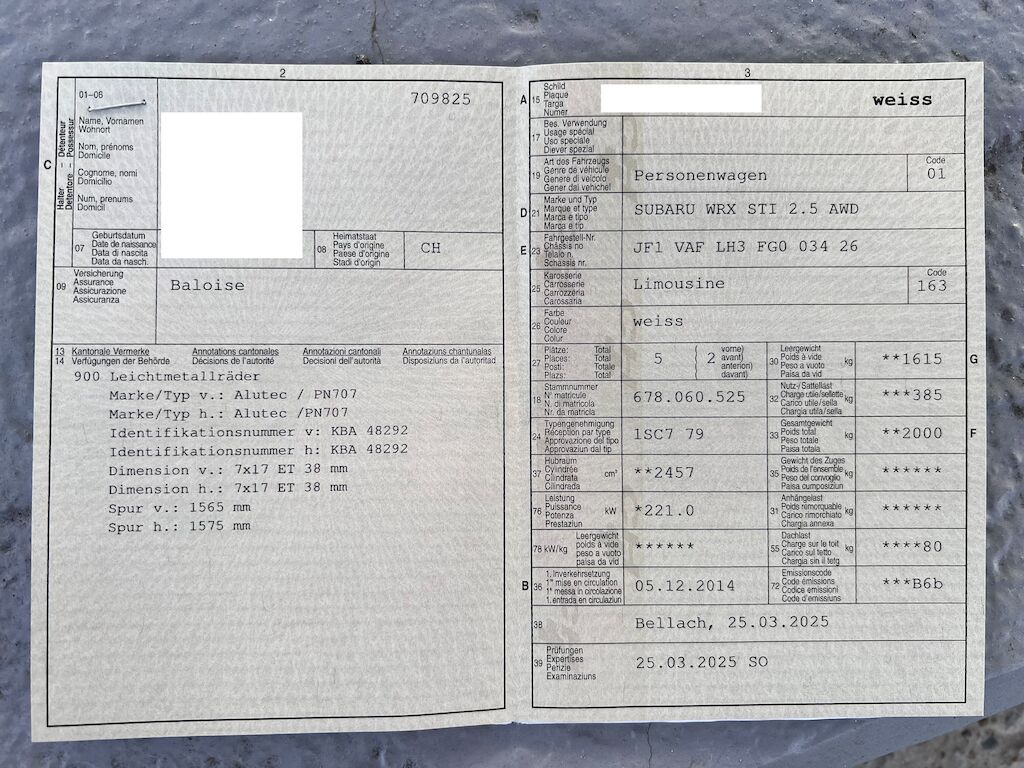 2
01–06
709825
Name, Vornamen
Wohnort
Nom, prénoms
Domicile
Cognome, nomi
Domicilio
Num, prenums
Domicil
C
Halter – Détenteur
Detentore – Possessur
07
Geburtsdatum
Date de naissance
Data di nascita
Data da nasch.
08
Heimatstaat
Pays d'origine
Paese d'origine
Stadi d'origin
CH
09
Versicherung
Assurance
Assicurazione
Assicuranza
Baloise
13 Kantonale Vermerke Annotations cantonales Annotazioni cantonali Annotaziuns chantunalas
14 Verfügungen der Behörde Décisions de l'autorité Decisioni dell'autorità Disposiziuns da l'autoritad
900 Leichtmetallräder
Marke/Typ v.: Alutec / PN707
Marke/Typ h.: Alutec /PN707
Identifikationsnummer v: KBA 48292
Identifikationsnummer h: KBA 48292
Dimension v.: 7x17 ET 38 mm
Dimension h.: 7x17 ET 38 mm
Spur v.: 1565 mm
Spur h.: 1575 mm
3
A 15
Schild
Plaque
Targa
Numer
weiss
17
Bes. Verwendung
Usage spécial
Uso speciale
Diever spezial
19
Art des Fahrzeugs
Genre de véhicule
Genere di veicolo
Gener dal vehichel
Personenwagen
Code
01
D 21
Marke und Typ
Marque et type
Marca e tipo
Marca e tip
SUBARU WRX STI 2.5 AWD
E 23
Fahrgestell-Nr.
Châssis no
Telaio n.
Schassis nr.
JF1 VAF LH3 FG0 034 26
25
Karosserie
Carrosserie
Carrozzeria
Carossaria
Limousine
Code
163
26
Farbe
Couleur
Colore
Colur
weiss
27
Plätze: Total
Places: Total
Posti: Totale
Plazs: Total
5
( 2
vorne)
avant)
anteriori)
davant)
30
Leergewicht
Poids à vide
Peso a vuoto
Paisa da vid
kg
**1615
G
18
Stammnummer
N° matricule
N. di matricola
Nr. da matricla
678.060.525
32
Nutz-/Sattellast
Charge utile/sellette
Carico utile/sella
Chargia utila/sella
kg
***385
24
Typengenehmigung
Réception par type
Approvazione del tipo
Approvaziun dal tip
1SC7 79
33
Gesamtgewicht
Poids total
Peso totale
Paisa totala
kg
**2000
F
37
Hubraum
Cylindrée
Cilindrata
Cilindrada
cm³
**2457
35
Gewicht des Zuges
Poids de l'ensemble
Peso del convoglio
Paisa cumposiziun
kg
******
76
Leistung
Puissance
Potenza
Prestaziun
kW
*221.0
31
Anhängelast
Poids remorquable
Carico rimorchiato
Chargia annexa
kg
******
78 kW/kg
Leergewicht
poids à vide
peso a vuoto
paisa da vid
******
55
Dachlast
Charge sur le toit
Carico sul tetto
Chargia sin il tetg
kg
****80
B 36
1. Inverkehrsetzung
1re mise en circulation
1a messa in circolazione
1. entrada en circulaziun
05.12.2014
72
Emissionscode
Code émissions
Codice emissioni
Code d'emissiuns
***B6b
38
Bellach, 25.03.2025
39
Prüfungen
Expertises
Perizie
Examinaziuns
25.03.2025 SO